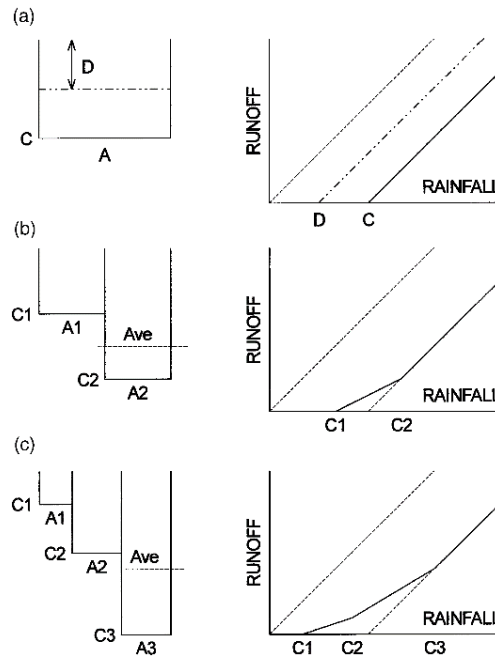 (a)
D
C
A
RUNOFF
RAINFALL
D C
(b)
C1
A1
Ave
C2
A2
RUNOFF
RAINFALL
C1 C2
(c)
C1
A1
C2
A2
Ave
C3
A3
RUNOFF
RAINFALL
C1 C2 C3